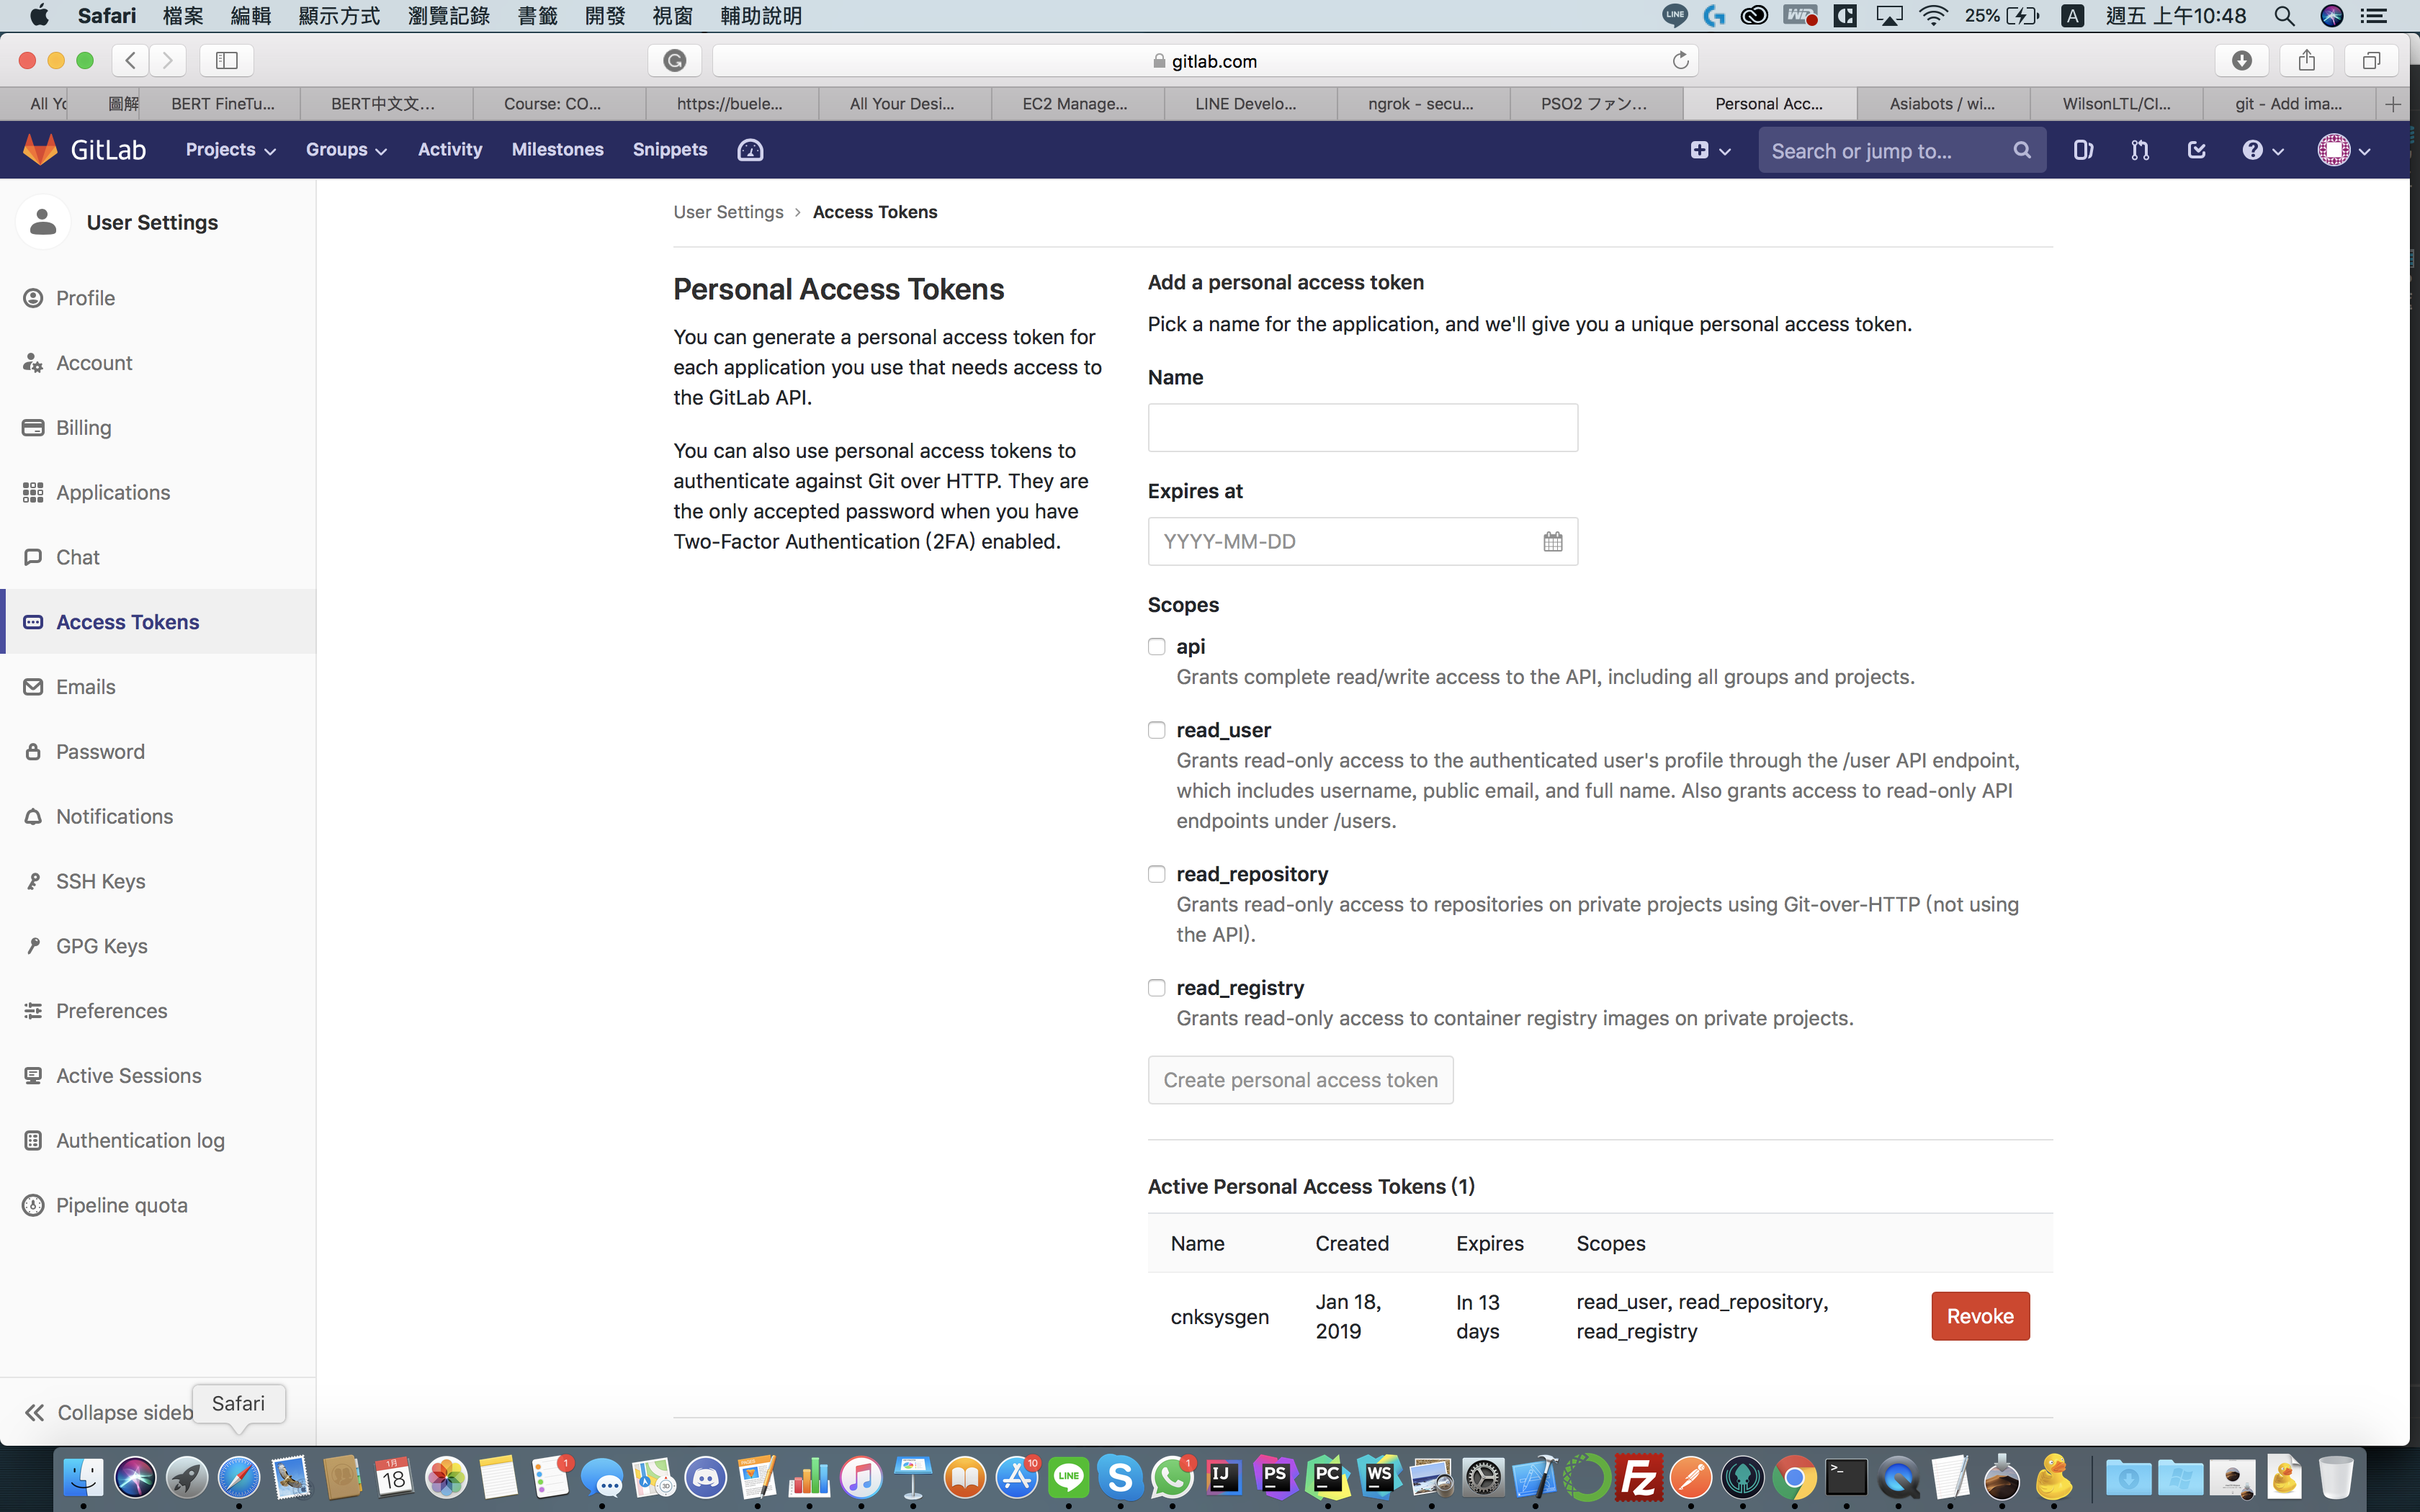 Safari 檔案 編輯 顯示方式 瀏覽記錄 書籤 開發 視窗 輔助說明 LINE 25% A 週五 上午10:48
gitlab.com
All Yo 圖解 BERT FineTu... BERT中文文... Course: CO... https://buele... All Your Desi... EC2 Manage... LINE Develo... ngrok - secu... PSO2 ファン... Personal Acc... Asiabots / wi... WilsonLTL/CI... git - Add ima...
GitLab Projects Groups Activity Milestones Snippets Search or jump to...
User Settings
Profile
Account
Billing
Applications
Chat
Access Tokens
Emails
Password
Notifications
SSH Keys
GPG Keys
Preferences
Active Sessions
Authentication log
Pipeline quota
Collapse sideb
Safari
User Settings > Access Tokens
Personal Access Tokens
You can generate a personal access token for
each application you use that needs access to
the GitLab API.
You can also use personal access tokens to
authenticate against Git over HTTP. They are
the only accepted password when you have
Two-Factor Authentication (2FA) enabled.
Add a personal access token
Pick a name for the application, and we'll give you a unique personal access token.
Name
Expires at
YYYY-MM-DD
Scopes
api
Grants complete read/write access to the API, including all groups and projects.
read_user
Grants read-only access to the authenticated user's profile through the /user API endpoint,
which includes username, public email, and full name. Also grants access to read-only API
endpoints under /users.
read_repository
Grants read-only access to repositories on private projects using Git-over-HTTP (not using
the API).
read_registry
Grants read-only access to container registry images on private projects.
Create personal access token
Active Personal Access Tokens (1)
Name Created Expires Scopes
cnksysgen Jan 18, 2019 In 13 days read_user, read_repository, read_registry Revoke
1月 18 1 3D 10 LINE S 1 IJ PS PC WS FZ >_